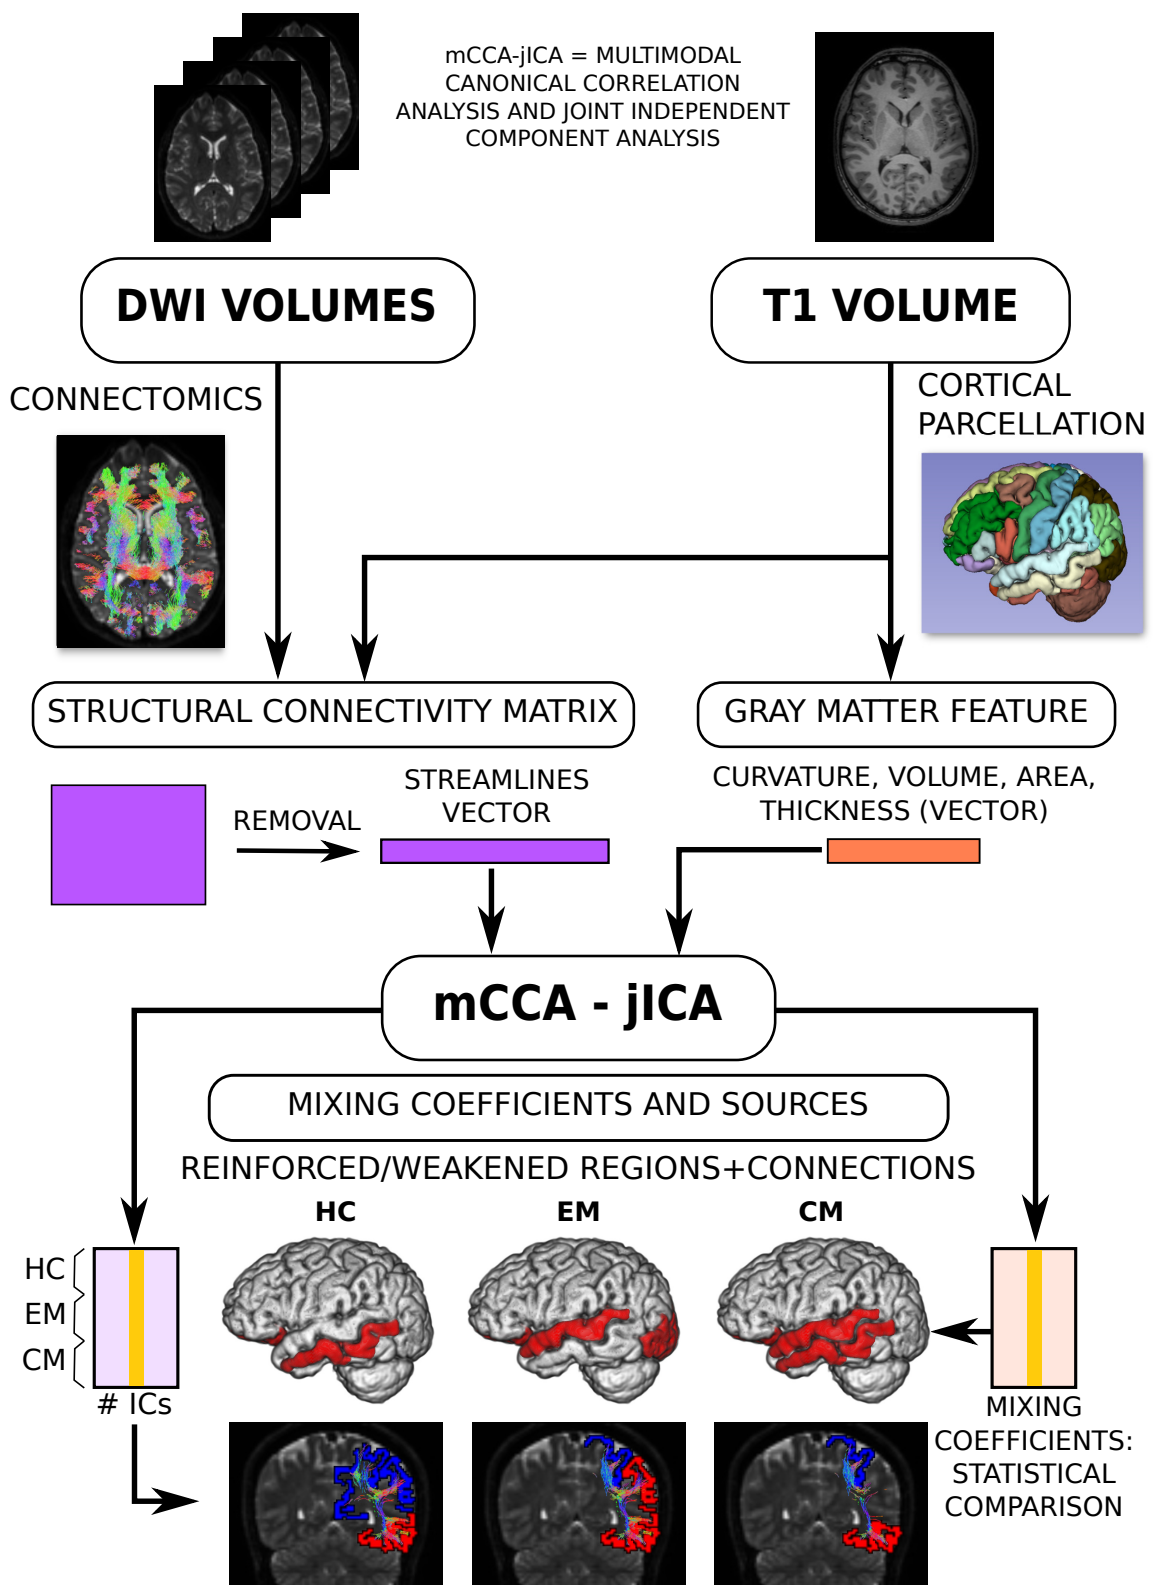 mCCA-jICA = MULTIMODAL
CANONICAL CORRELATION
ANALYSIS AND JOINT INDEPENDENT
COMPONENT ANALYSIS
DWI VOLUMES
T1 VOLUME
CONNECTOMICS
CORTICAL
PARCELLATION
STRUCTURAL CONNECTIVITY MATRIX
GRAY MATTER FEATURE
REMOVAL
STREAMLINES
VECTOR
CURVATURE, VOLUME, AREA,
THICKNESS (VECTOR)
mCCA - jICA
MIXING COEFFICIENTS AND SOURCES
REINFORCED/WEAKENED REGIONS+CONNECTIONS
HC
EM
CM
HC
EM
CM
# ICs
MIXING
COEFFICIENTS:
STATISTICAL
COMPARISON